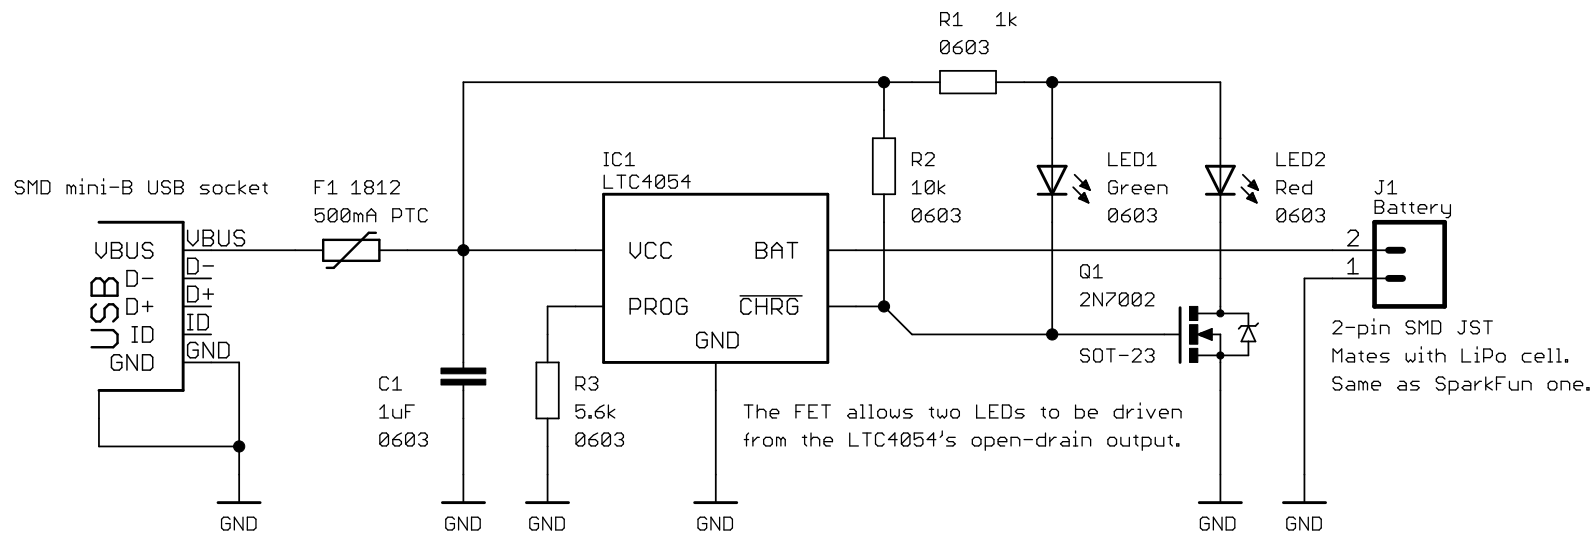 R1 1k
0603
SMD mini-B USB socket
F1 1812
500mA PTC
IC1
LTC4054
R2
10k
0603
LED1
Green
0603
LED2
Red
0603
J1
Battery
VBUS
D-
D+
ID
GND
USB
VBUS
D-
D+
ID
GND
VCC
BAT
PROG
CHRG
GND
2
1
Q1
2N7002
SOT-23
2-pin SMD JST
Mates with LiPo cell.
Same as SparkFun one.
C1
1uF
0603
R3
5.6k
0603
The FET allows two LEDs to be driven
from the LTC4054's open-drain output.
GND
GND
GND
GND
GND
GND